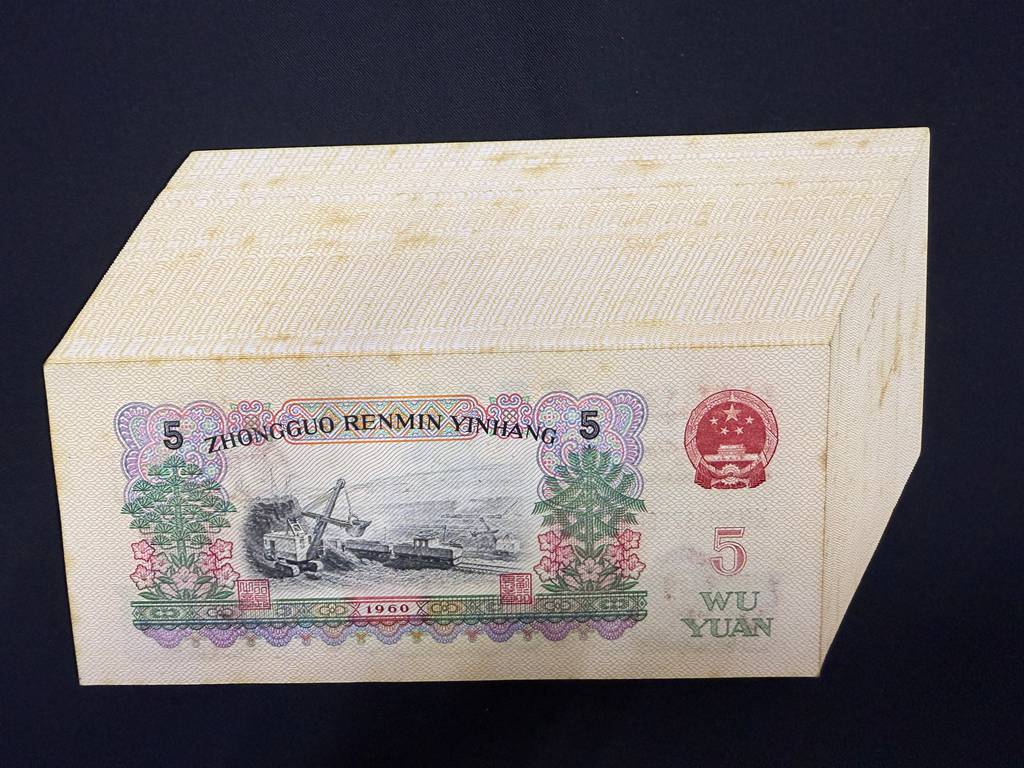 5 ZHONGGUO RENMIN YINHANG 5
1960
5
WU
YUAN